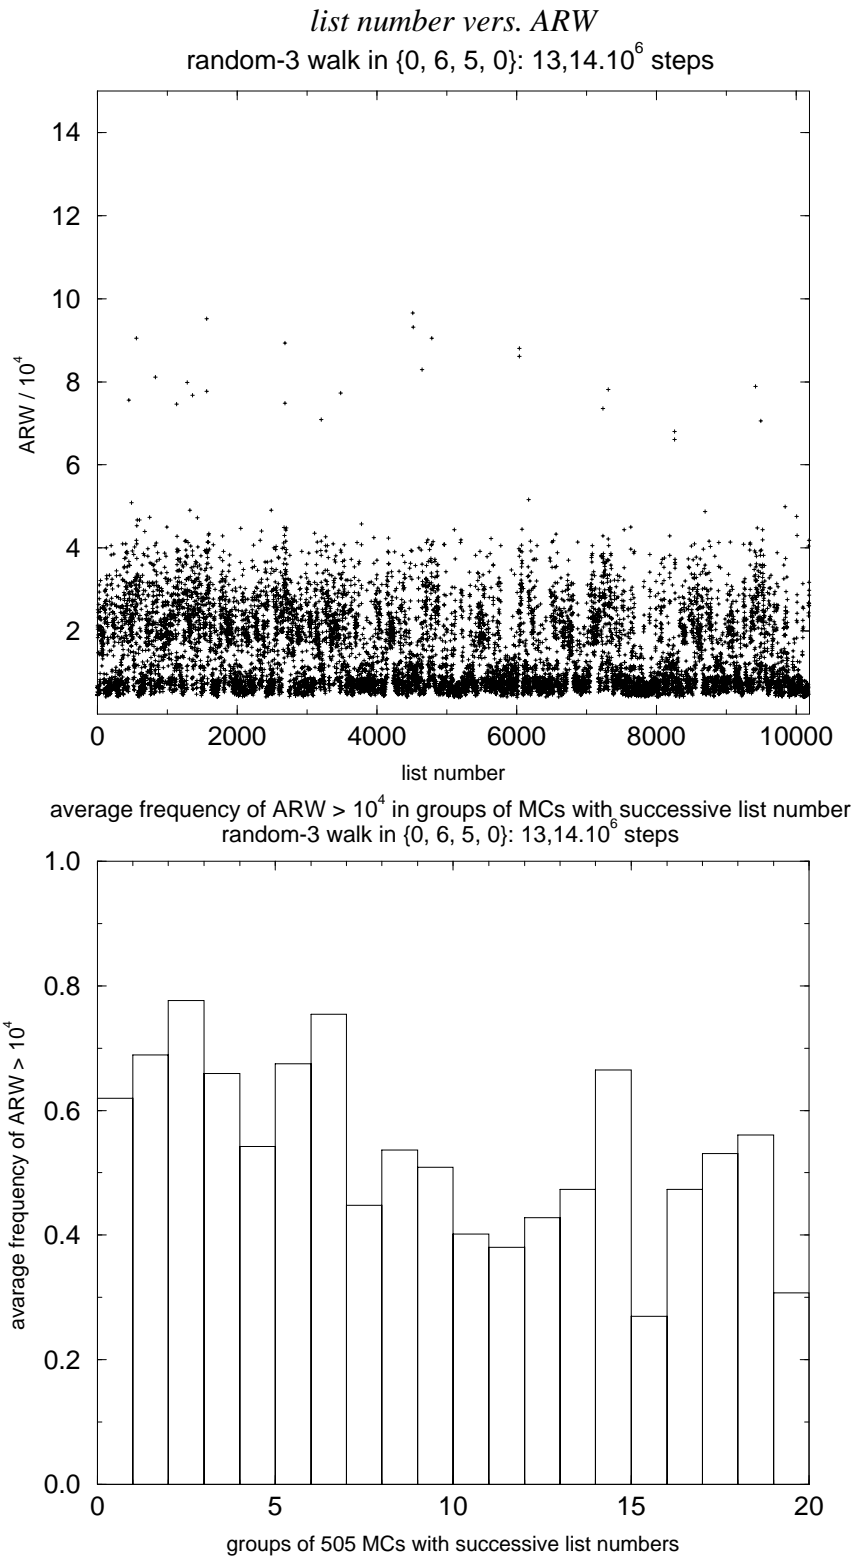 list number vers. ARW
random-3 walk in {0, 6, 5, 0}: 13,14.10^6 steps
14
12
10
8
6
4
2
ARW / 10^4
0 2000 4000 6000 8000 10000
list number
average frequency of ARW > 10^4 in groups of MCs with successive list number
random-3 walk in {0, 6, 5, 0}: 13,14.10^6 steps
1.0
0.8
0.6
0.4
0.2
0.0
avarage frequency of ARW > 10^4
0 5 10 15 20
groups of 505 MCs with successive list numbers